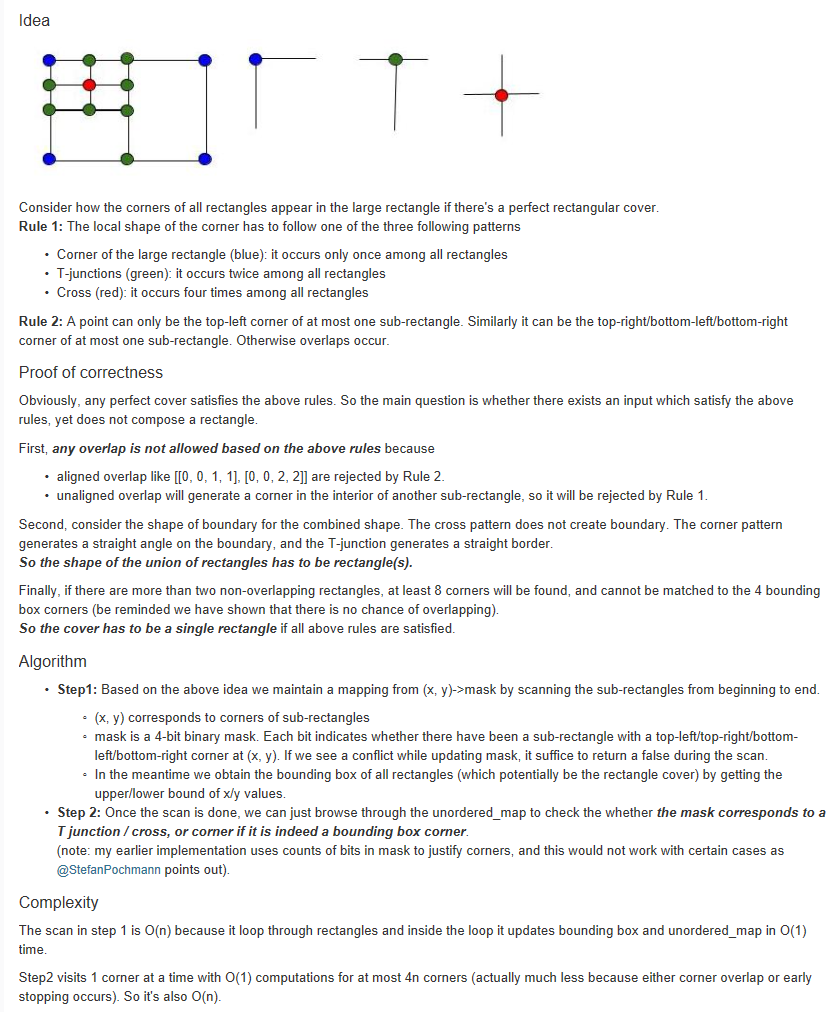 Idea
Consider how the corners of all rectangles appear in the large rectangle if there's a perfect rectangular cover.
Rule 1: The local shape of the corner has to follow one of the three following patterns
• Corner of the large rectangle (blue): it occurs only once among all rectangles
• T-junctions (green): it occurs twice among all rectangles
• Cross (red): it occurs four times among all rectangles
Rule 2: A point can only be the top-left corner of at most one sub-rectangle. Similarly it can be the top-right/bottom-left/bottom-right
corner of at most one sub-rectangle. Otherwise overlaps occur.
Proof of correctness
Obviously, any perfect cover satisfies the above rules. So the main question is whether there exists an input which satisfy the above
rules, yet does not compose a rectangle.
First, any overlap is not allowed based on the above rules because
• aligned overlap like [[0, 0, 1, 1], [0, 0, 2, 2]] are rejected by Rule 2.
• unaligned overlap will generate a corner in the interior of another sub-rectangle, so it will be rejected by Rule 1.
Second, consider the shape of boundary for the combined shape. The cross pattern does not create boundary. The corner pattern
generates a straight angle on the boundary, and the T-junction generates a straight border.
So the shape of the union of rectangles has to be rectangle(s).
Finally, if there are more than two non-overlapping rectangles, at least 8 corners will be found, and cannot be matched to the 4 bounding
box corners (be reminded we have shown that there is no chance of overlapping).
So the cover has to be a single rectangle if all above rules are satisfied.
Algorithm
• Step1: Based on the above idea we maintain a mapping from (x, y)->mask by scanning the sub-rectangles from beginning to end.
◦ (x, y) corresponds to corners of sub-rectangles
◦ mask is a 4-bit binary mask. Each bit indicates whether there have been a sub-rectangle with a top-left/top-right/bottom-
left/bottom-right corner at (x, y). If we see a conflict while updating mask, it suffice to return a false during the scan.
◦ In the meantime we obtain the bounding box of all rectangles (which potentially be the rectangle cover) by getting the
upper/lower bound of x/y values.
• Step 2: Once the scan is done, we can just browse through the unordered_map to check the whether the mask corresponds to a
T junction / cross, or corner if it is indeed a bounding box corner.
(note: my earlier implementation uses counts of bits in mask to justify corners, and this would not work with certain cases as
@StefanPochmann points out).
Complexity
The scan in step 1 is O(n) because it loop through rectangles and inside the loop it updates bounding box and unordered_map in O(1)
time.
Step2 visits 1 corner at a time with O(1) computations for at most 4n corners (actually much less because either corner overlap or early
stopping occurs). So it's also O(n).